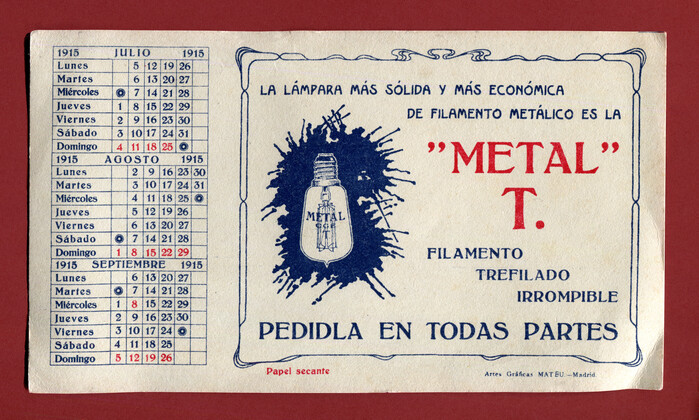 1915 JULIO 1915
Lunes 5 12 19 26
Martes 6 13 20 27
Miércoles 7 14 21 28
Jueves 1 8 15 22 29
Viernes 2 9 16 23 30
Sábado 3 10 17 24 31
Domingo 4 11 18 25
1915 AGOSTO 1915
Lunes 2 9 16 23 30
Martes 3 10 17 24 31
Miércoles 4 11 18 25
Jueves 5 12 19 26
Viernes 6 13 20 27
Sábado 7 14 21 28
Domingo 1 8 15 22 29
1915 SEPTIEMBRE 1915
Lunes 6 13 20 27
Martes 7 14 21 28
Miércoles 1 8 15 22 29
Jueves 2 9 16 23 30
Viernes 3 10 17 24
Sábado 4 11 18 25
Domingo 5 12 19 26
LA LÁMPARA MÁS SÓLIDA Y MÁS ECONÓMICA
DE FILAMENTO METÁLICO ES LA
"METAL"
T.
METAL
T
FILAMENTO
TREFILADO
IRROMPIBLE
PEDIDLA EN TODAS PARTES
Papel secante
Artes Gráficas MATEU.—Madrid.